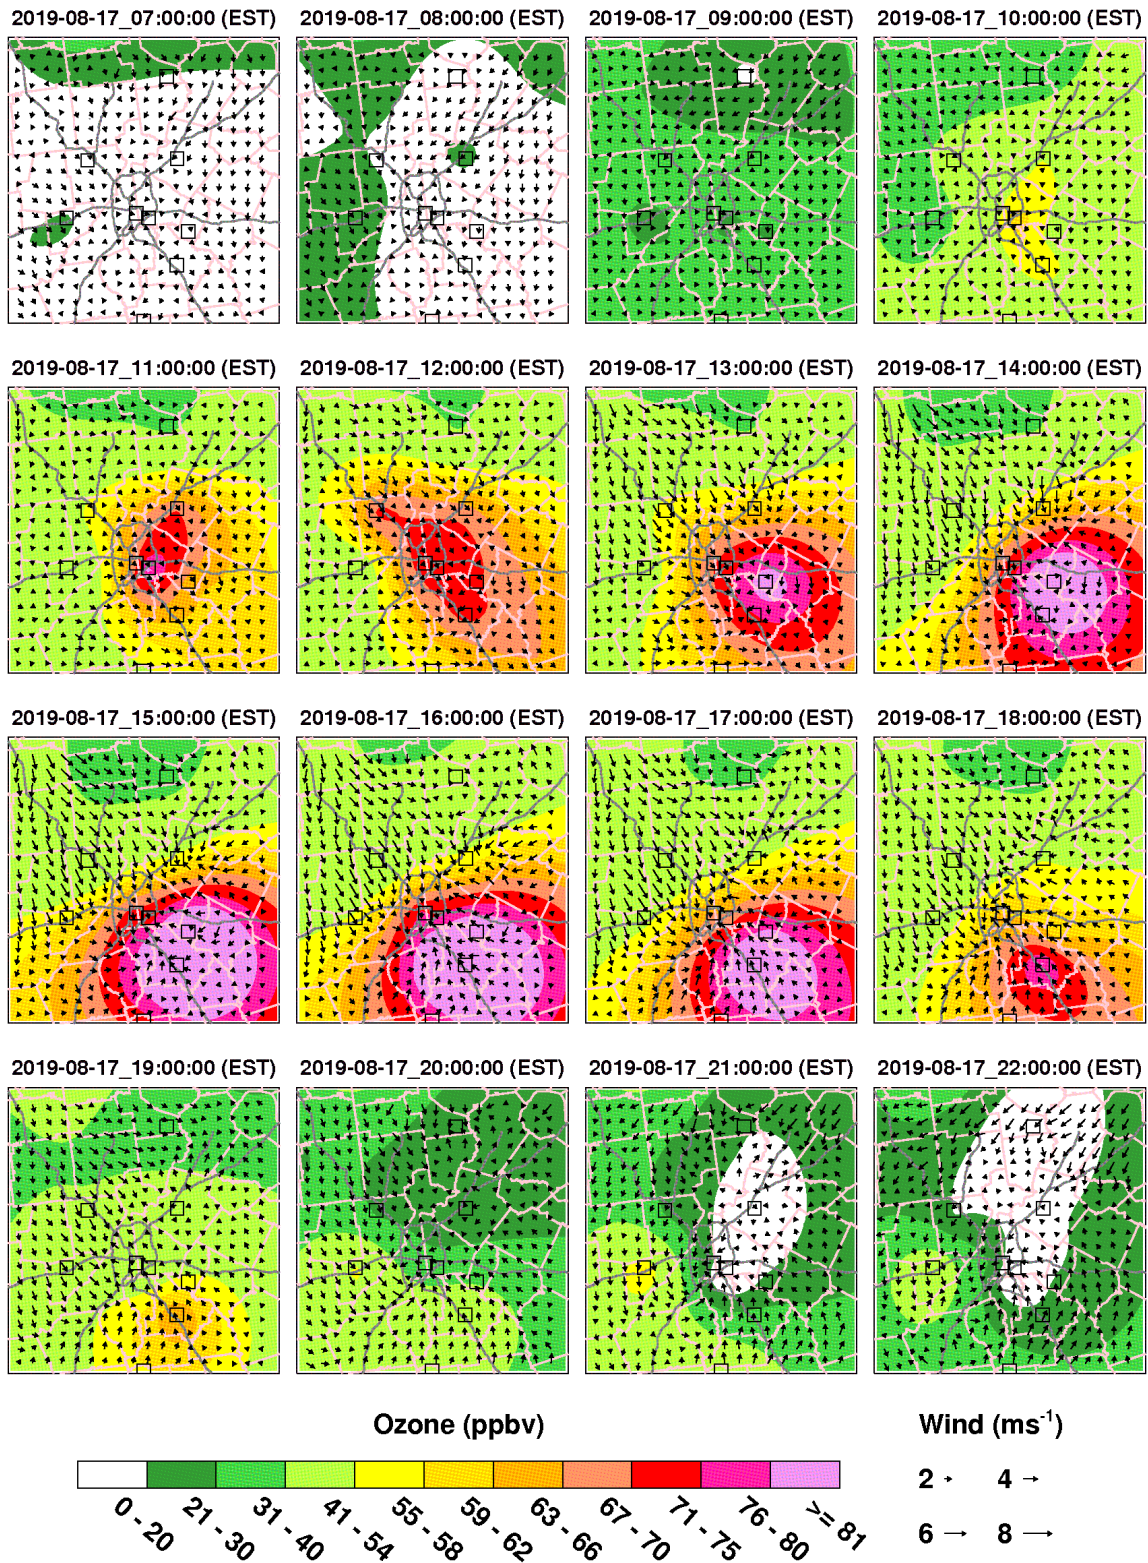 2019-08-17_07:00:00 (EST) 2019-08-17_08:00:00 (EST) 2019-08-17_09:00:00 (EST) 2019-08-17_10:00:00 (EST)
2019-08-17_11:00:00 (EST) 2019-08-17_12:00:00 (EST) 2019-08-17_13:00:00 (EST) 2019-08-17_14:00:00 (EST)
2019-08-17_15:00:00 (EST) 2019-08-17_16:00:00 (EST) 2019-08-17_17:00:00 (EST) 2019-08-17_18:00:00 (EST)
2019-08-17_19:00:00 (EST) 2019-08-17_20:00:00 (EST) 2019-08-17_21:00:00 (EST) 2019-08-17_22:00:00 (EST)
Ozone (ppbv) Wind (ms⁻¹)
0 - 20 21 - 30 31 - 40 41 - 54 55 - 58 59 - 62 63 - 66 67 - 70 71 - 75 76 - 80 >= 81
2 4
6 8